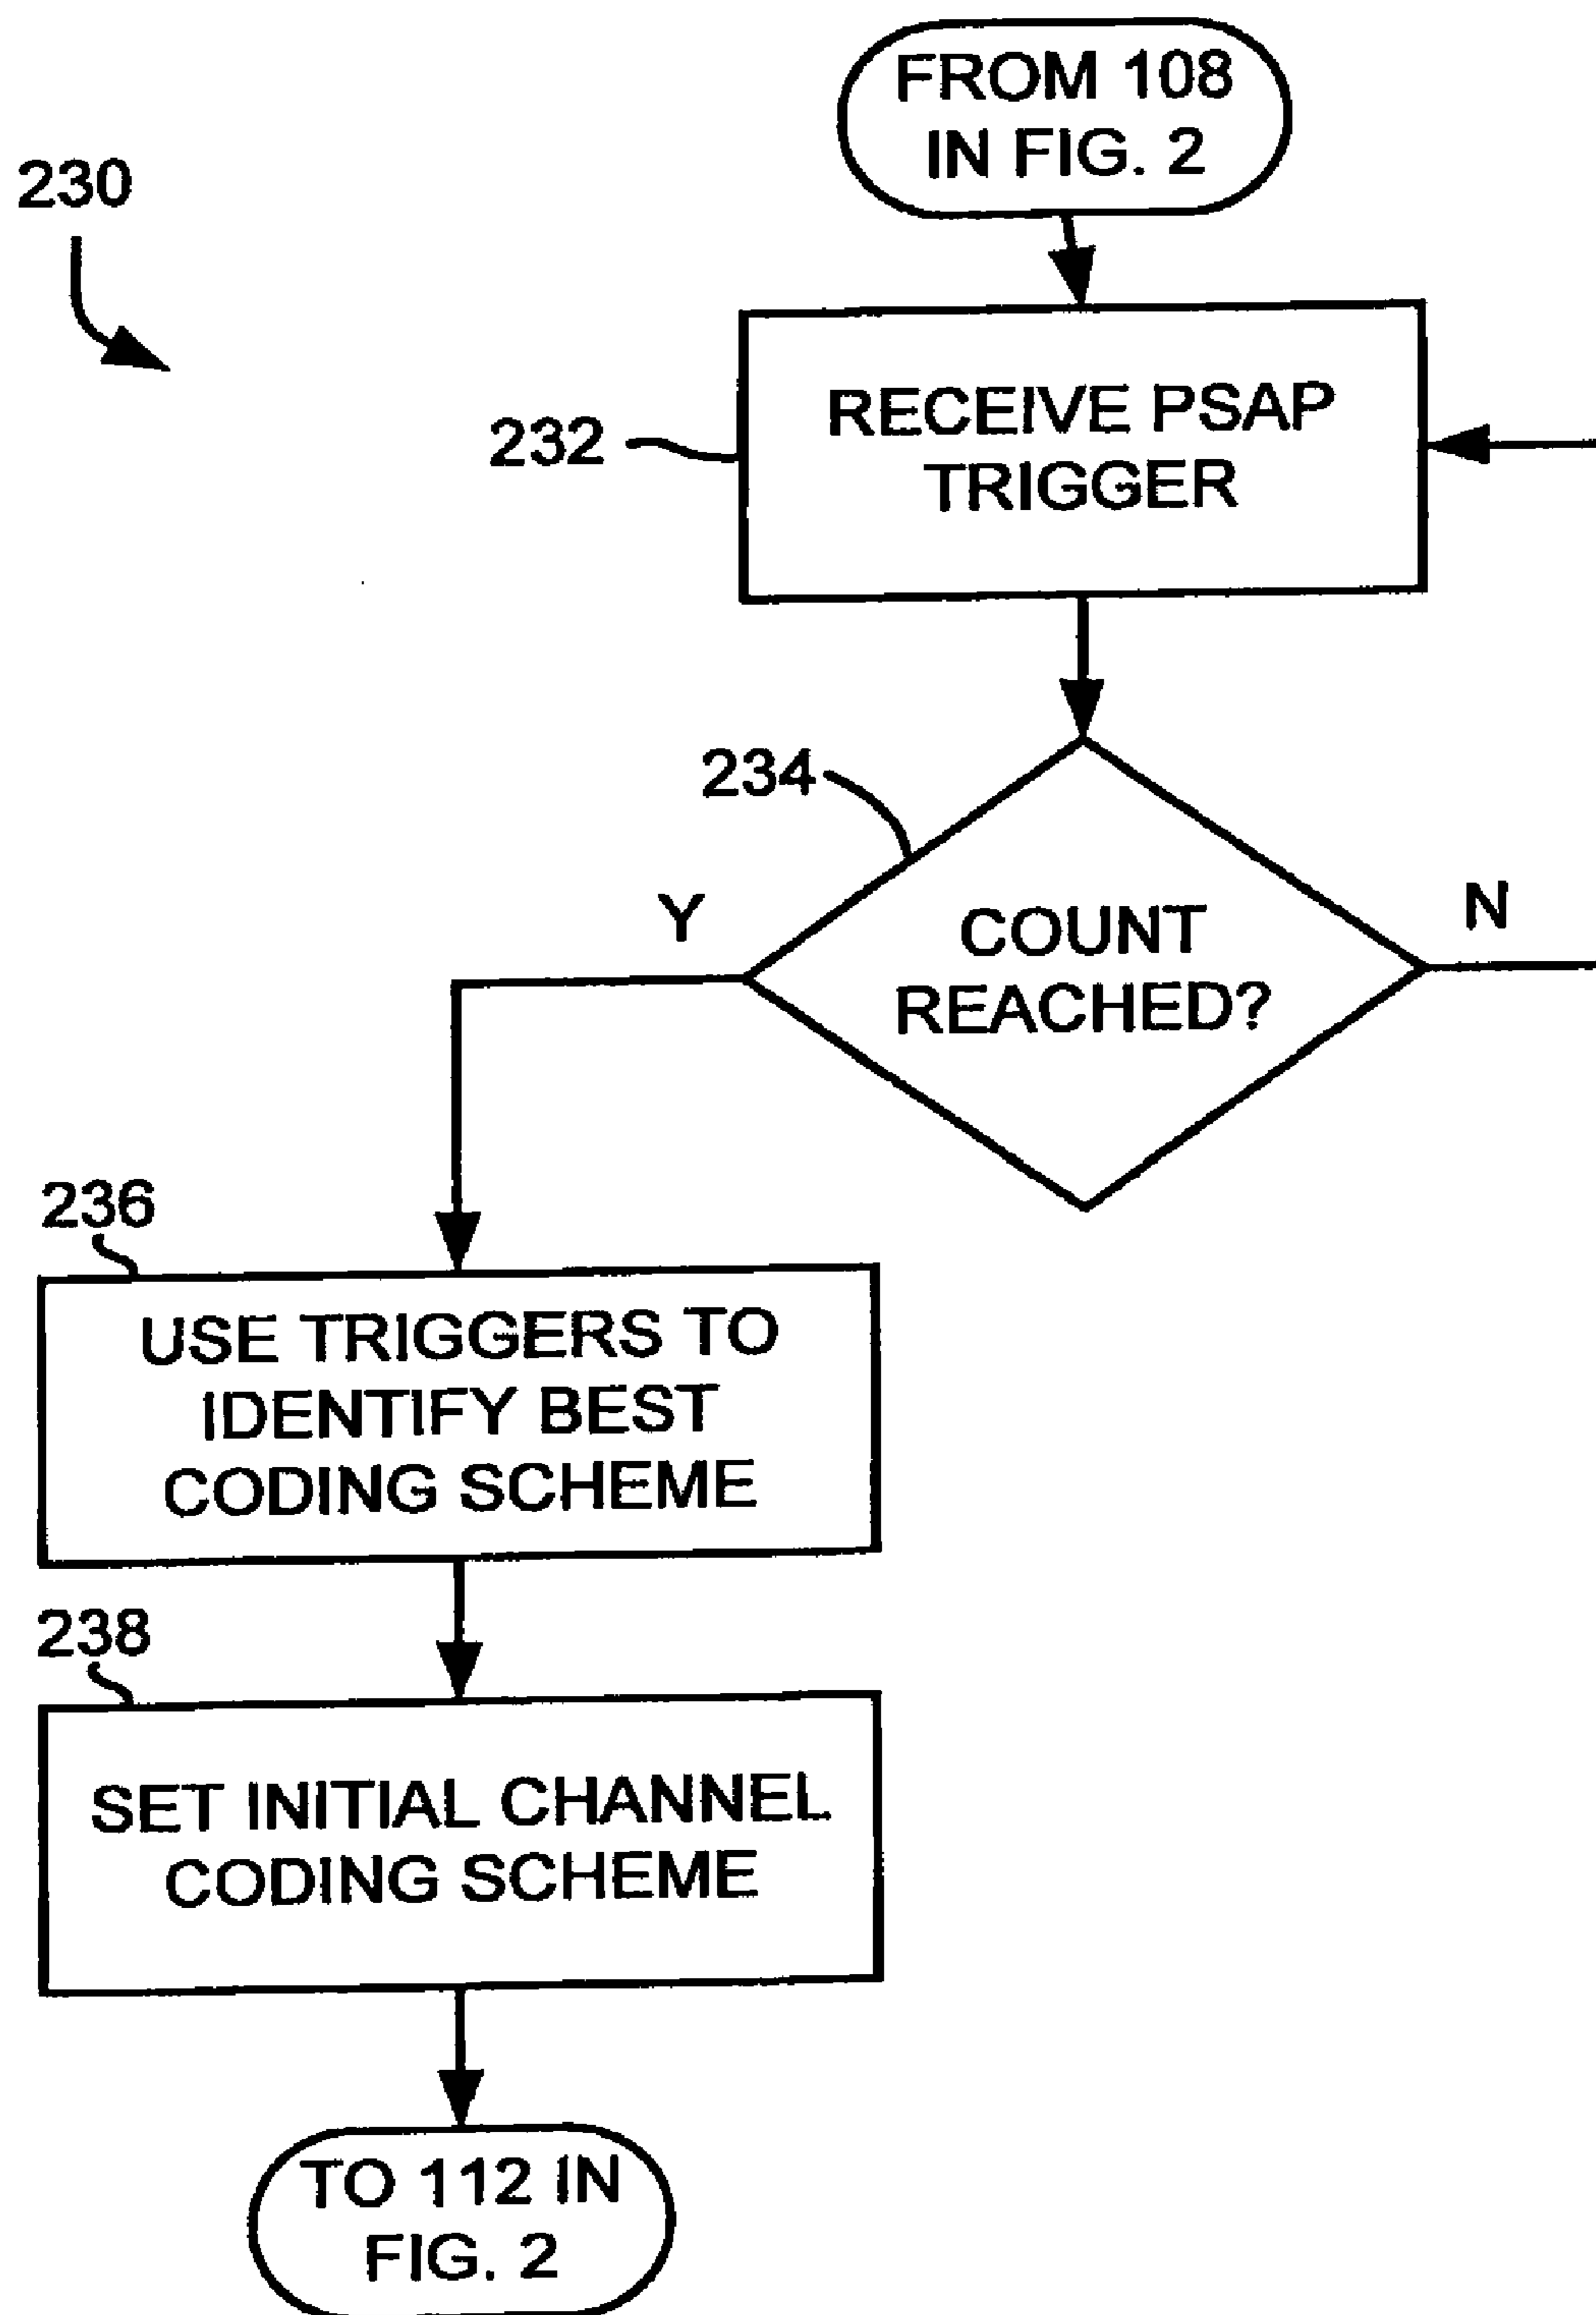 FROM 108
IN FIG. 2
230
232
RECEIVE PSAP
TRIGGER
234
Y
COUNT
REACHED?
N
236
USE TRIGGERS TO
IDENTIFY BEST
CODING SCHEME
238
SET INITIAL CHANNEL
CODING SCHEME
TO 112 IN
FIG. 2